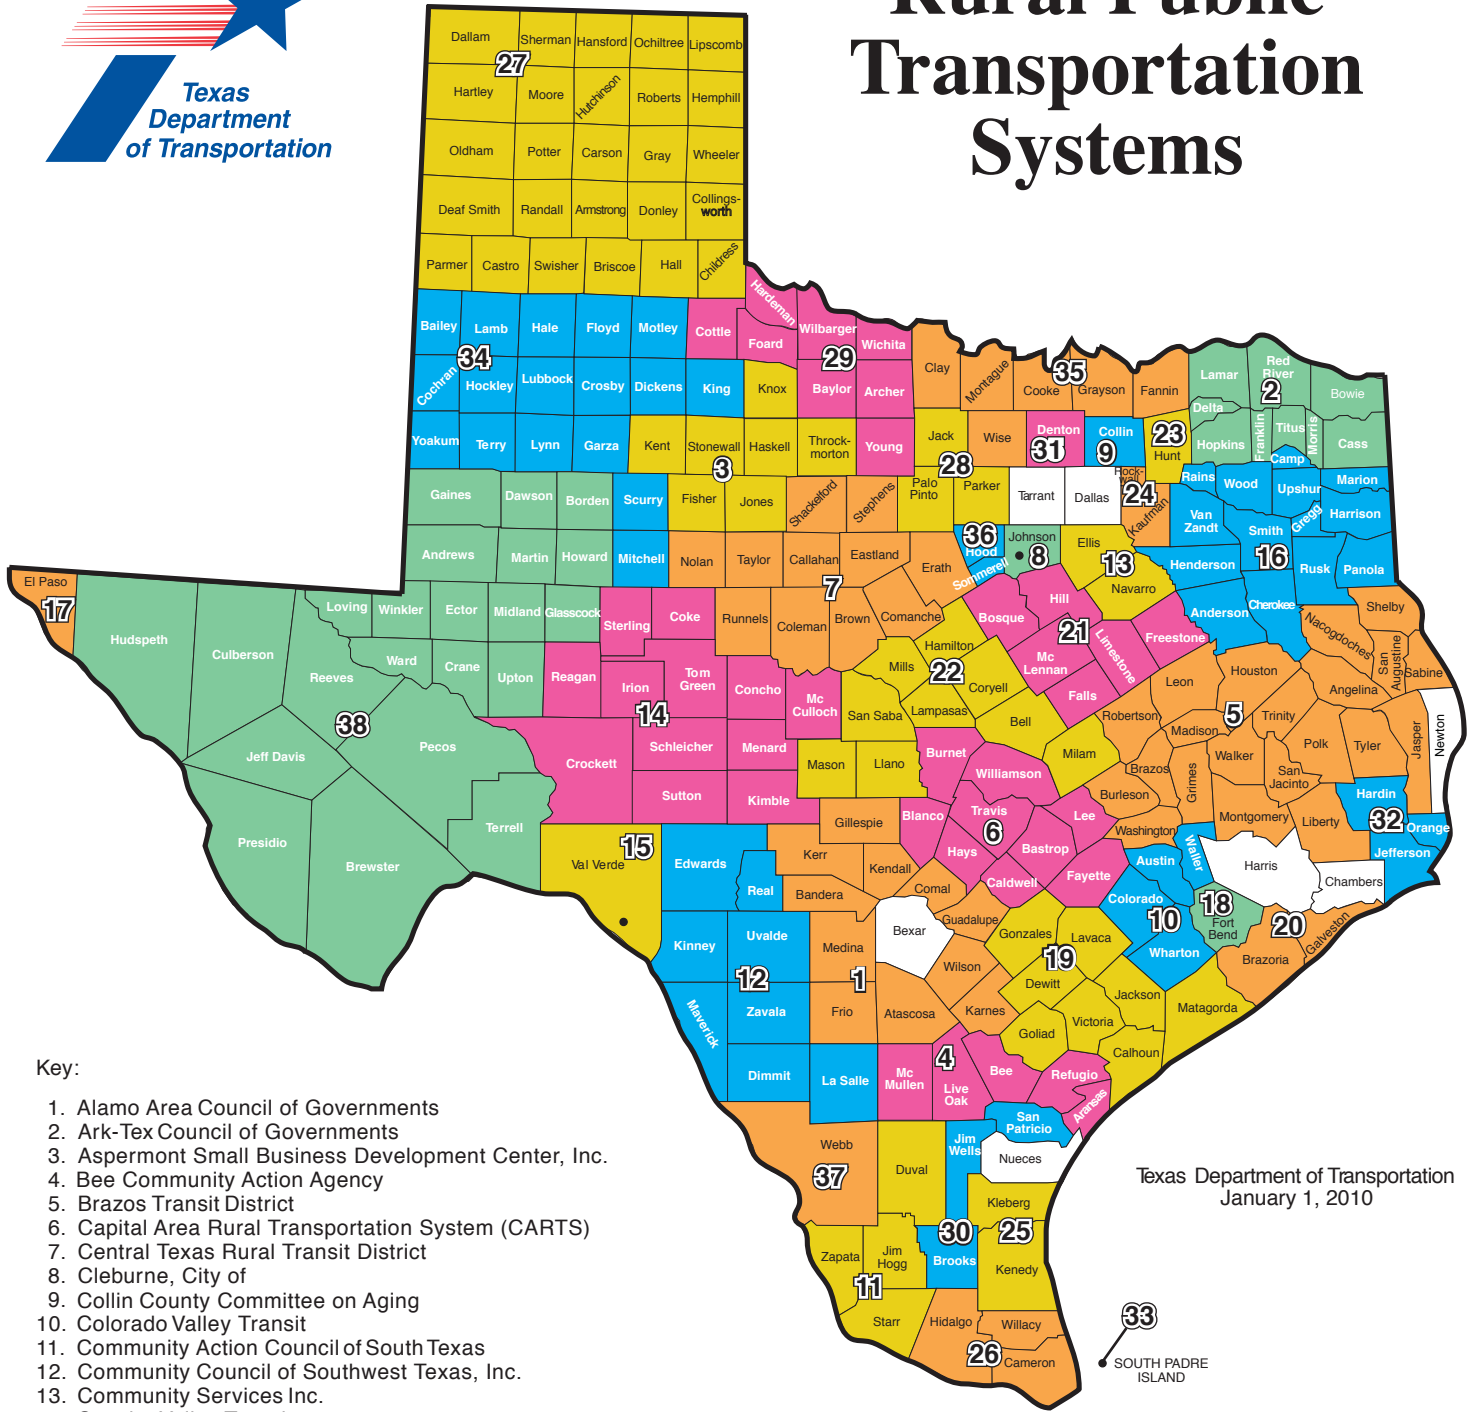 Rural Public
Transportation
Systems
Texas
Department
of Transportation
Dallam
Sherman
Hansford
Ochiltree
Lipscomb
27
Hartley
Moore
Hutchinson
Roberts
Hemphill
Oldham
Potter
Carson
Gray
Wheeler
Deaf Smith
Randall
Armstrong
Donley
Collings-
worth
Parmer
Castro
Swisher
Briscoe
Hall
Childress
Bailey
Lamb
Hale
Floyd
Motley
Cottle
Hardeman
Foard
Wilbarger
Wichita
34
29
Cochran
Hockley
Lubbock
Crosby
Dickens
King
Knox
Baylor
Archer
Clay
Montague
Cooke
35
Grayson
Fannin
Lamar
Red
River
2
Bowie
Delta
Yoakum
Terry
Lynn
Garza
Kent
Stonewall
Haskell
Throck-
morton
Young
3
Jack
28
Wise
Denton
31
Collin
9
23
Hunt
Hopkins
Franklin
Titus
Morris
Cass
Camp
Gaines
Dawson
Borden
Scurry
Fisher
Jones
Shackelford
Stephens
Palo
Pinto
Parker
Tarrant
Dallas
Rock-
wall
24
Kaufman
Rains
Wood
Upshur
Marion
Van
Zandt
Smith
Gregg
Harrison
Andrews
Martin
Howard
Mitchell
Nolan
Taylor
Callahan
Eastland
Erath
7
36
Hood
Sommerell
Johnson
8
Ellis
13
Navarro
Henderson
16
Rusk
Panola
El Paso
17
Hudspeth
Culberson
Loving
Winkler
Ector
Midland
Glasscock
Sterling
Coke
Runnels
Coleman
Brown
Comanche
Bosque
Hill
21
Limestone
Freestone
Anderson
Cherokee
Nacogdoches
Shelby
San
Augustine
Sabine
Reeves
Ward
Crane
Upton
Reagan
Irion
Tom
Green
Concho
Mc
Culloch
14
Mills
Hamilton
22
Coryell
Mc
Lennan
Falls
San Saba
Lampasas
Bell
Leon
Houston
Angelina
Robertson
Madison
5
Trinity
Polk
Tyler
Jasper
Newton
38
Jeff Davis
Pecos
Crockett
Schleicher
Menard
Mason
Llano
Burnet
Williamson
Milam
Brazos
Grimes
Walker
San
Jacinto
Presidio
Brewster
Terrell
Sutton
Kimble
Gillespie
Blanco
Travis
6
Lee
Burleson
Washington
Montgomery
Liberty
Hardin
32
Orange
Jefferson
15
Val Verde
Edwards
Real
Kerr
Kendall
Bandera
Hays
Bastrop
Comal
Caldwell
Fayette
Austin
Waller
Harris
Chambers
Kinney
Uvalde
Medina
Bexar
Guadalupe
Gonzales
Lavaca
Colorado
10
18
Fort
Bend
20
Galveston
Wharton
Brazoria
12
1
Wilson
19
Dewitt
Jackson
Matagorda
Maverick
Zavala
Frio
Atascosa
Karnes
Goliad
Victoria
Calhoun
Dimmit
La Salle
Mc
Mullen
4
Live
Oak
Bee
Refugio
Aransas
San
Patricio
Webb
37
Duval
Jim
Wells
Nueces
Kleberg
25
30
Zapata
Jim
Hogg
Brooks
Kenedy
11
Starr
Hidalgo
Willacy
26
Cameron
33
SOUTH PADRE
ISLAND
Texas Department of Transportation
January 1, 2010
Key:
1. Alamo Area Council of Governments
2. Ark-Tex Council of Governments
3. Aspermont Small Business Development Center, Inc.
4. Bee Community Action Agency
5. Brazos Transit District
6. Capital Area Rural Transportation System (CARTS)
7. Central Texas Rural Transit District
8. Cleburne, City of
9. Collin County Committee on Aging
10. Colorado Valley Transit
11. Community Action Council of South Texas
12. Community Council of Southwest Texas, Inc.
13. Community Services Inc.